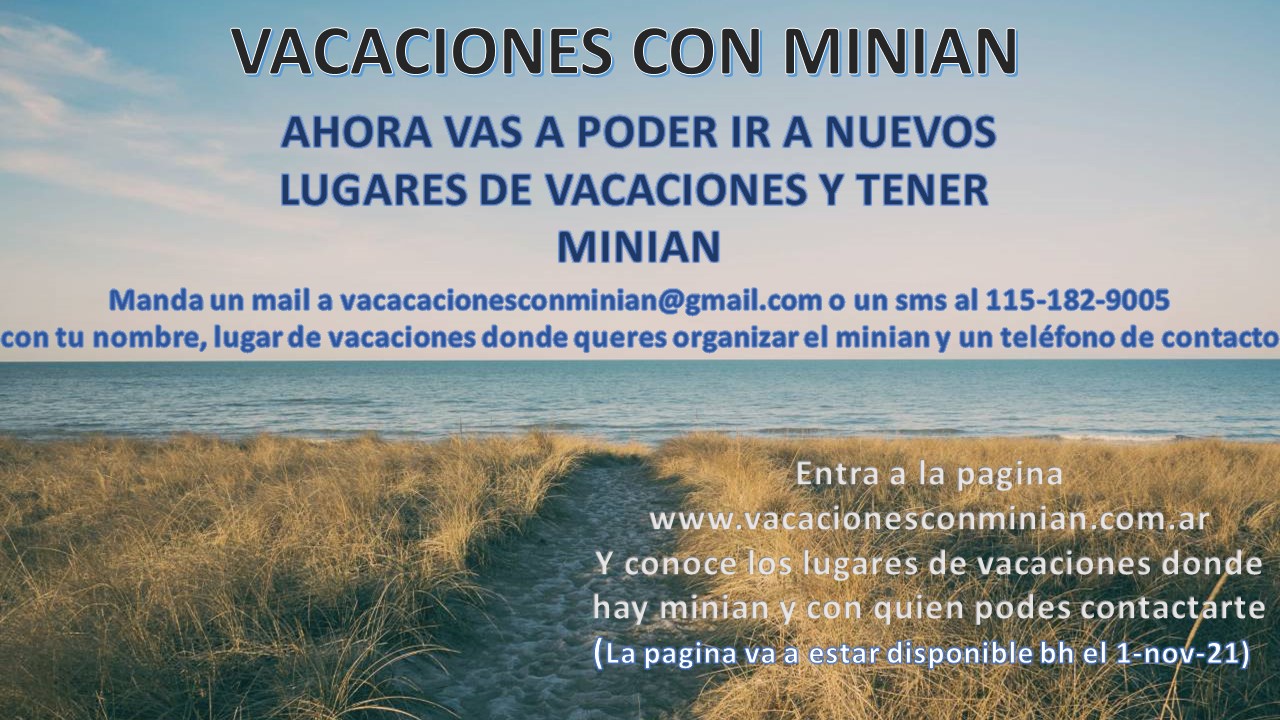 VACACIONES CON MINIAN
AHORA VAS A PODER IR A NUEVOS
LUGARES DE VACACIONES Y TENER
MINIAN
Manda un mail a vacacacionesconminian@gmail.com o un sms al 115-182-9005
con tu nombre, lugar de vacaciones donde queres organizar el minian y un teléfono de contacto
Entra a la pagina
www.vacacionesconminian.com.ar
Y conoce los lugares de vacaciones donde
hay minian y con quien podes contactarte
(La pagina va a estar disponible bh el 1-nov-21)